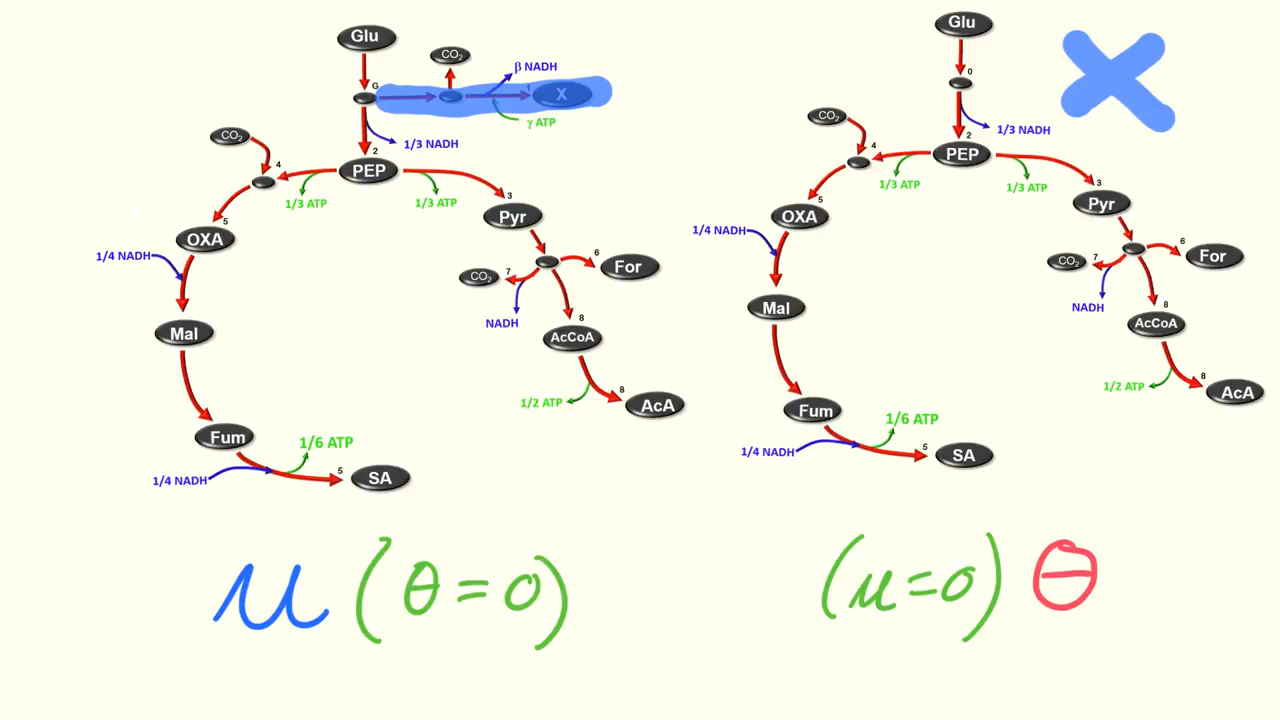 Glu
CO₂
β NADH
G
1
X
γ ATP
1/3 NADH
2
CO₂
4
PEP
1/3 ATP
1/3 ATP
3
5
Pyr
OXA
1/4 NADH
CO₂
7
6
For
NADH
8
Mal
AcCoA
8
1/2 ATP
AcA
Fum
1/6 ATP
1/4 NADH
5
SA
μ (θ = 0)
Glu
0
1/3 NADH
2
CO₂
4
PEP
1/3 ATP
1/3 ATP
3
5
Pyr
OXA
1/4 NADH
CO₂
7
6
For
NADH
8
Mal
AcCoA
8
1/2 ATP
AcA
Fum
1/6 ATP
1/4 NADH
5
SA
(μ=0) θ